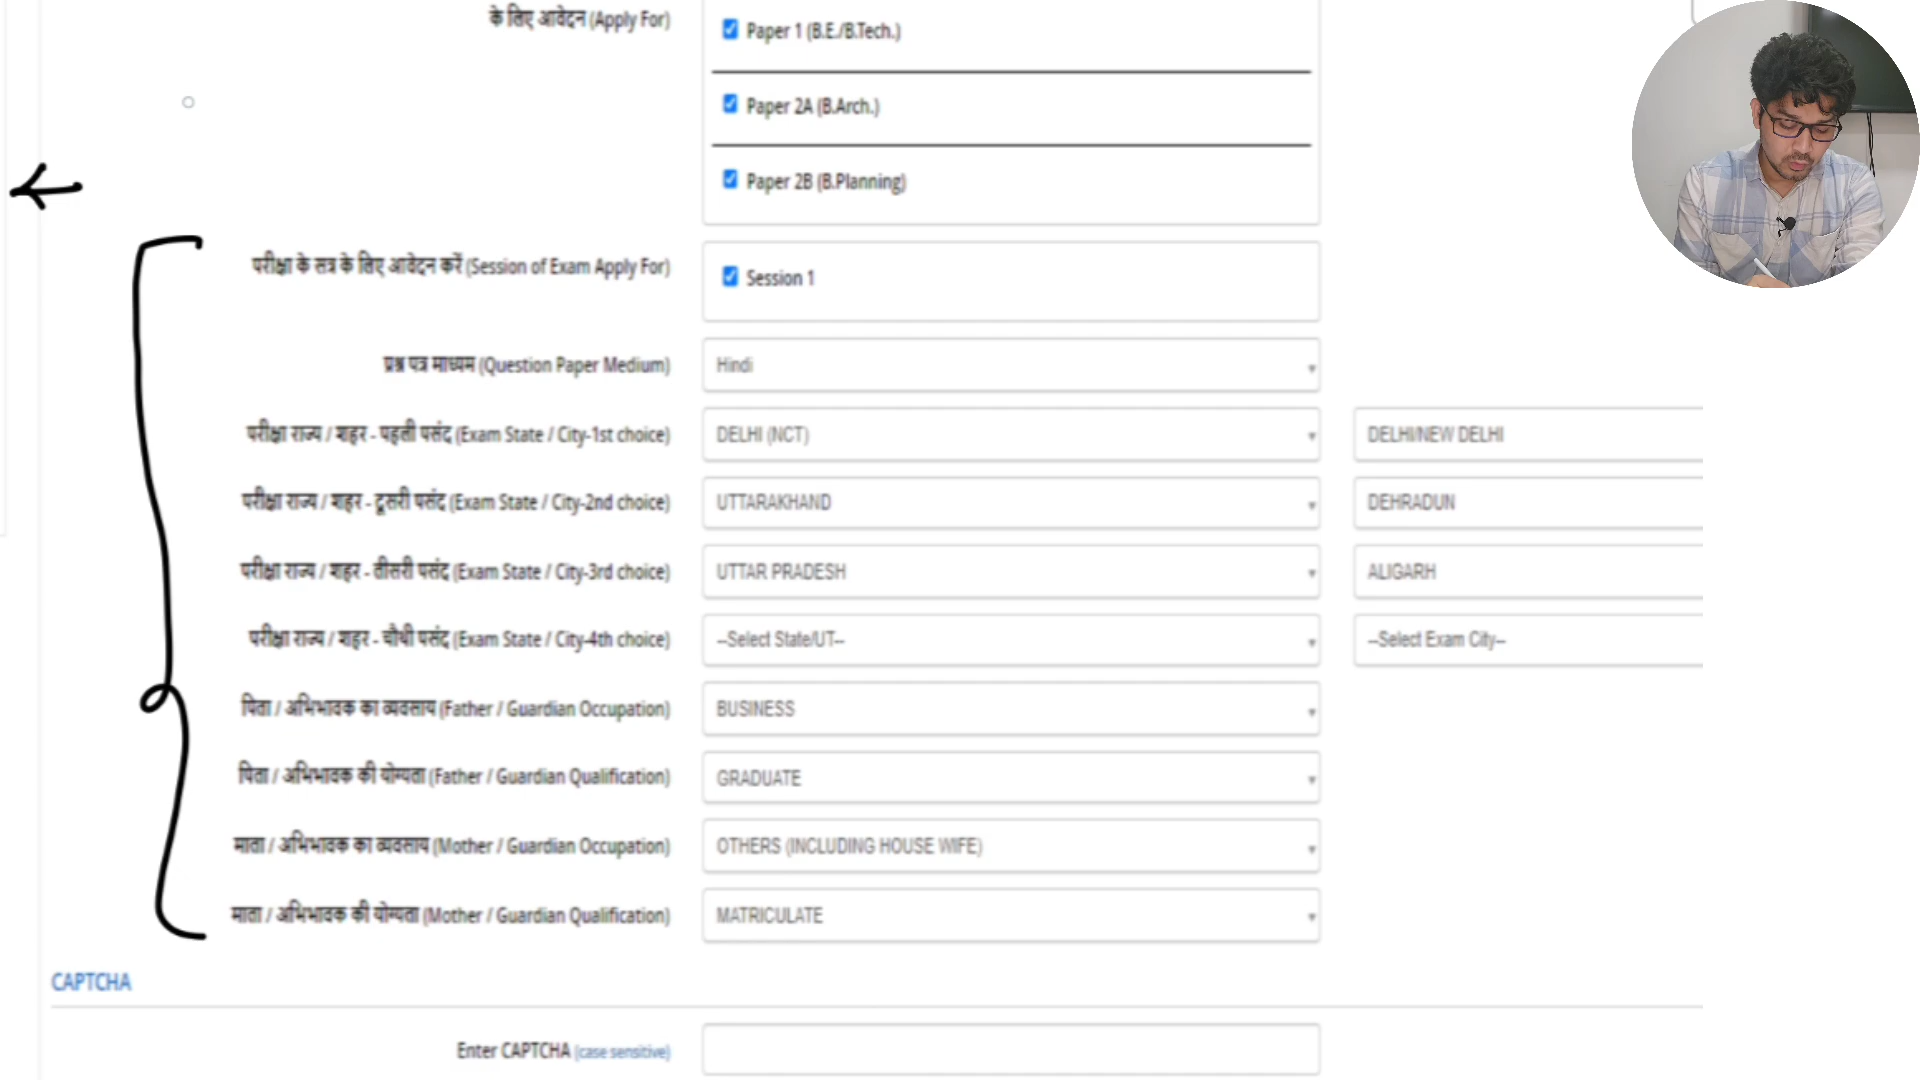 के लिए आवेदन (Apply For)
Paper 1 (B.E./B.Tech.)
Paper 2A (B.Arch.)
Paper 2B (B.Planning)
परीक्षा के सत्र के लिए आवेदन करें (Session of Exam Apply For)
Session 1
प्रश्न पत्र माध्यम (Question Paper Medium)
Hindi
परीक्षा राज्य / शहर - पहली पसंद (Exam State / City-1st choice)
DELHI (NCT)
DELHI/NEW DELHI
परीक्षा राज्य / शहर - दूसरी पसंद (Exam State / City-2nd choice)
UTTARAKHAND
DEHRADUN
परीक्षा राज्य / शहर - तीसरी पसंद (Exam State / City-3rd choice)
UTTAR PRADESH
ALIGARH
परीक्षा राज्य / शहर - चौथी पसंद (Exam State / City-4th choice)
--Select State/UT--
--Select Exam City--
पिता / अभिभावक का व्यवसाय (Father / Guardian Occupation)
BUSINESS
पिता / अभिभावक की योग्यता (Father / Guardian Qualification)
GRADUATE
माता / अभिभावक का व्यवसाय (Mother / Guardian Occupation)
OTHERS (INCLUDING HOUSE WIFE)
माता / अभिभावक की योग्यता (Mother / Guardian Qualification)
MATRICULATE
CAPTCHA
Enter CAPTCHA (case sensitive)